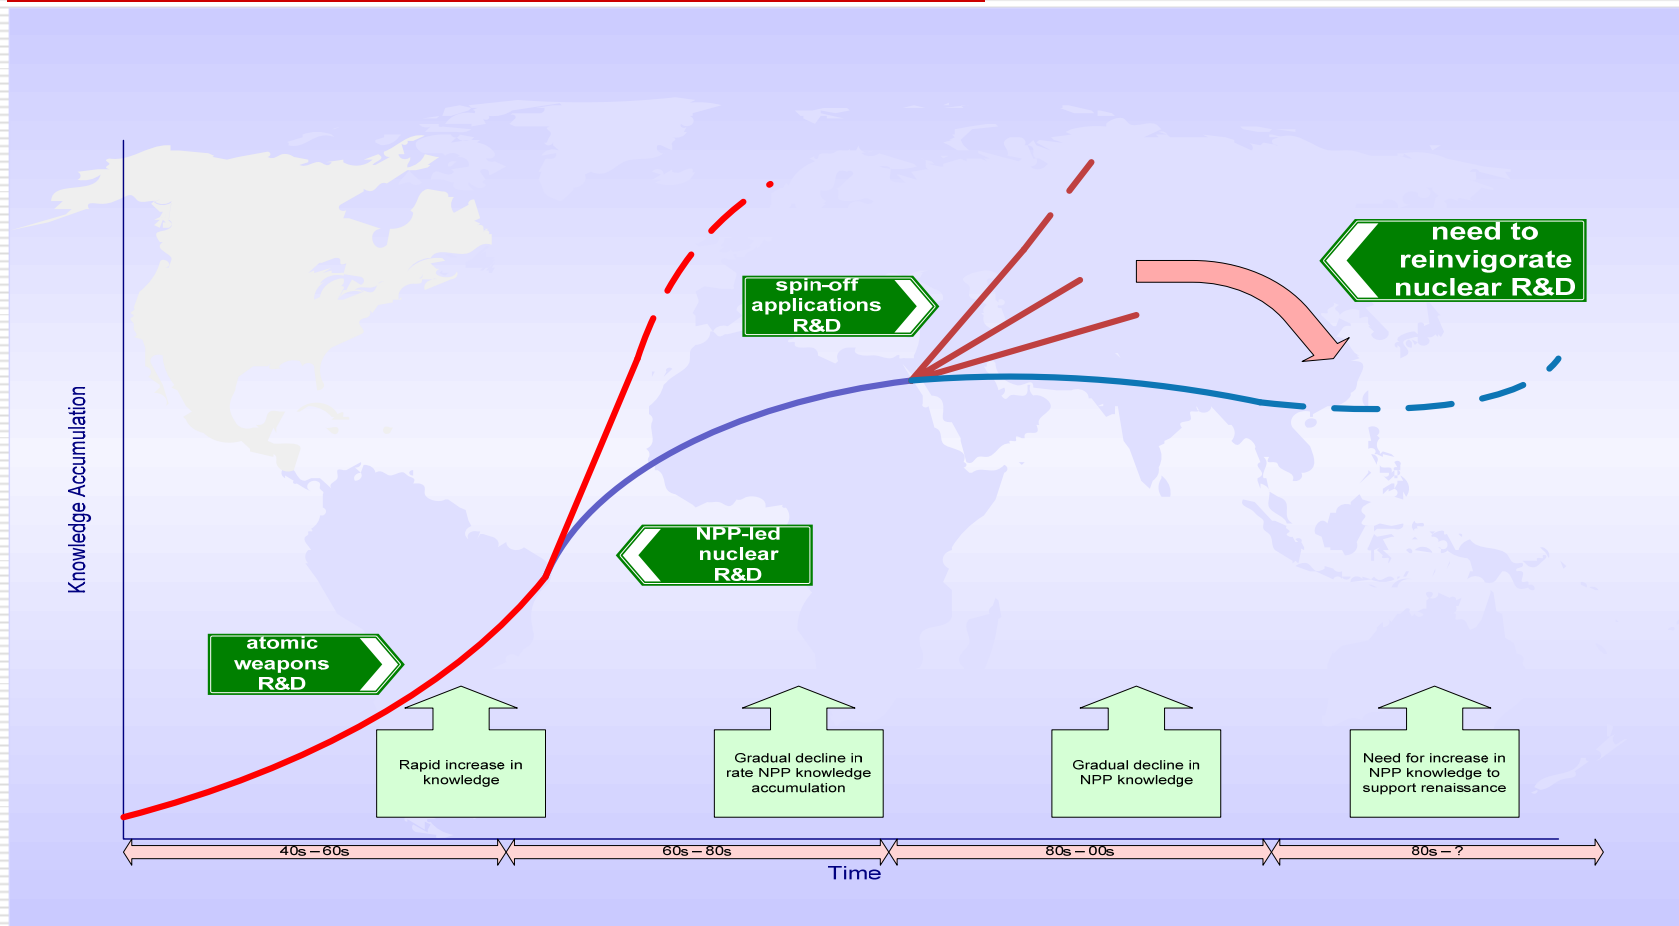 need to
reinvigorate
nuclear R&D
spin-off
applications
R&D
Knowledge Accumulation
NPP-led
nuclear
R&D
atomic
weapons
R&D
Rapid increase in
knowledge
Gradual decline in
rate NPP knowledge
accumulation
Gradual decline in
NPP knowledge
Need for increase in
NPP knowledge to
support renaissance
40s – 60s
60s – 80s
80s – 00s
80s – ?
Time